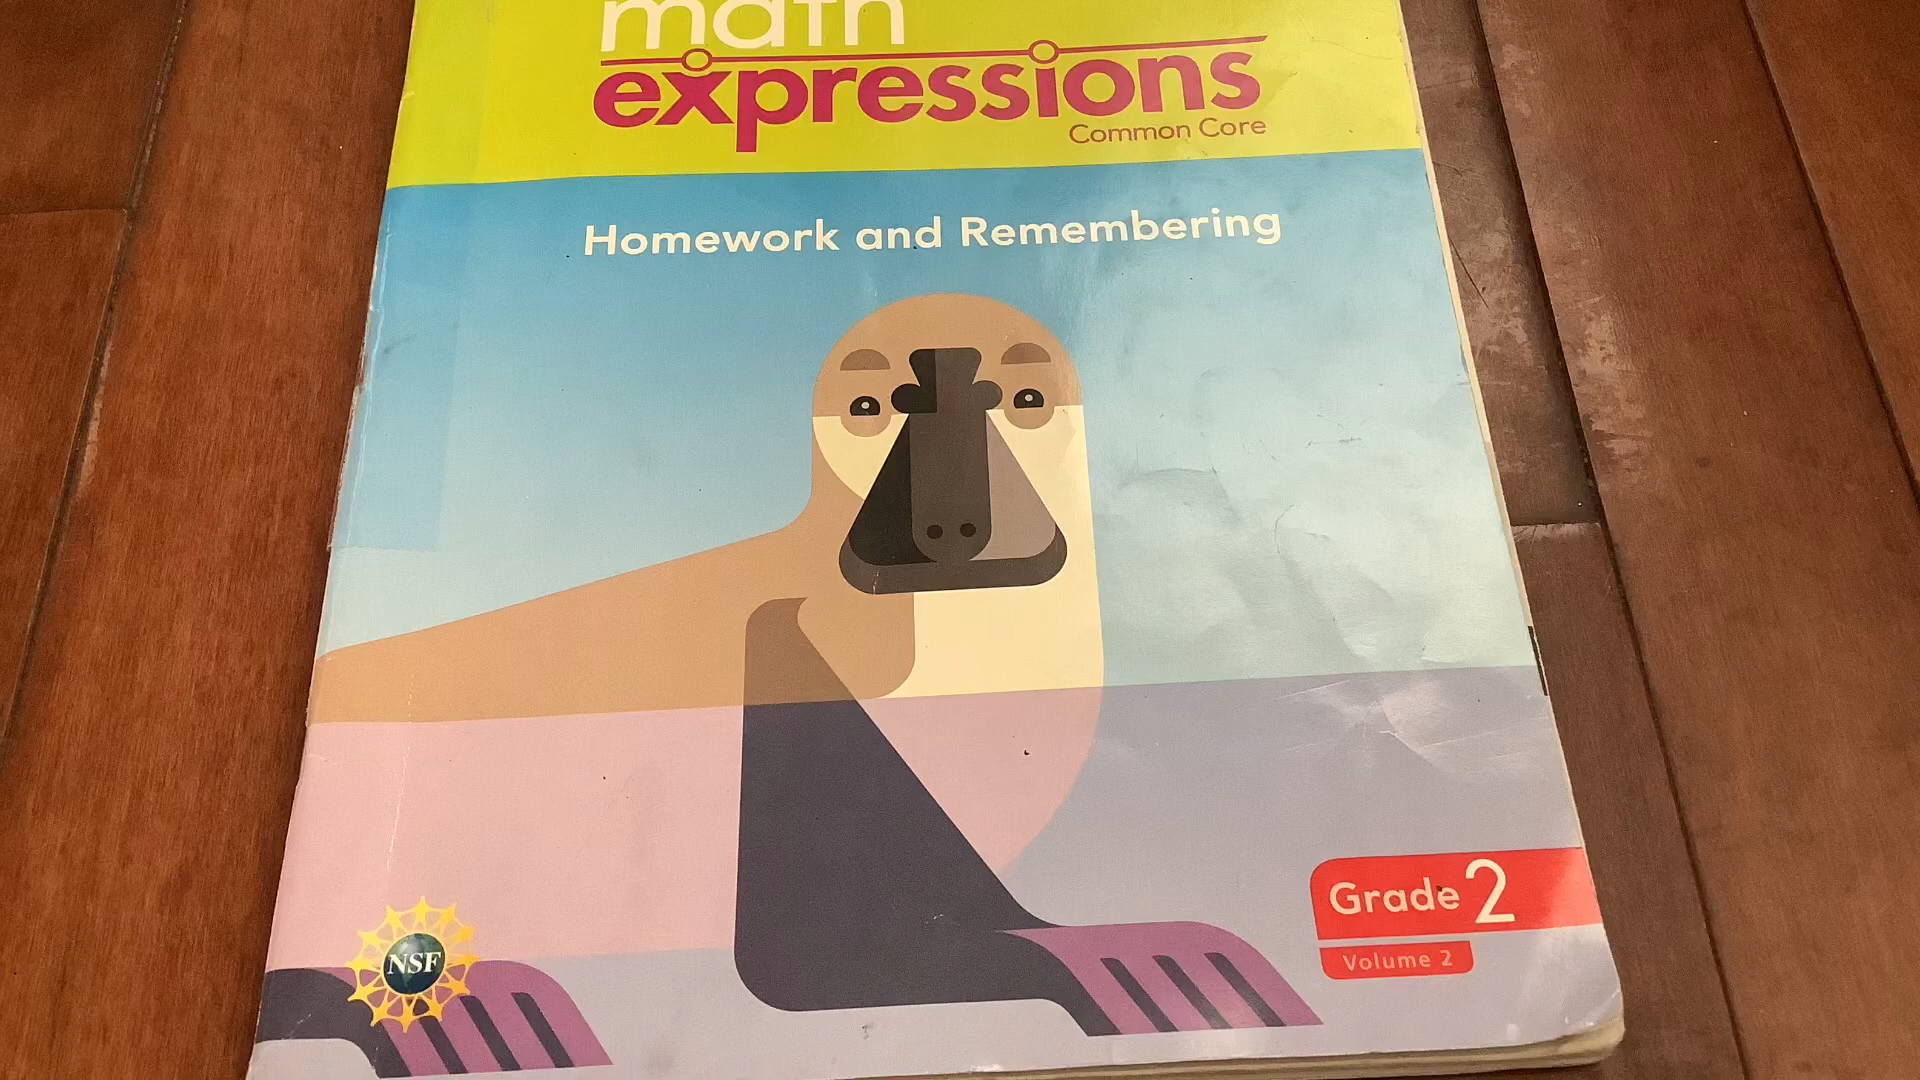 math
expressions
Common Core
Homework and Remembering
Grade 2
Volume 2
NSF